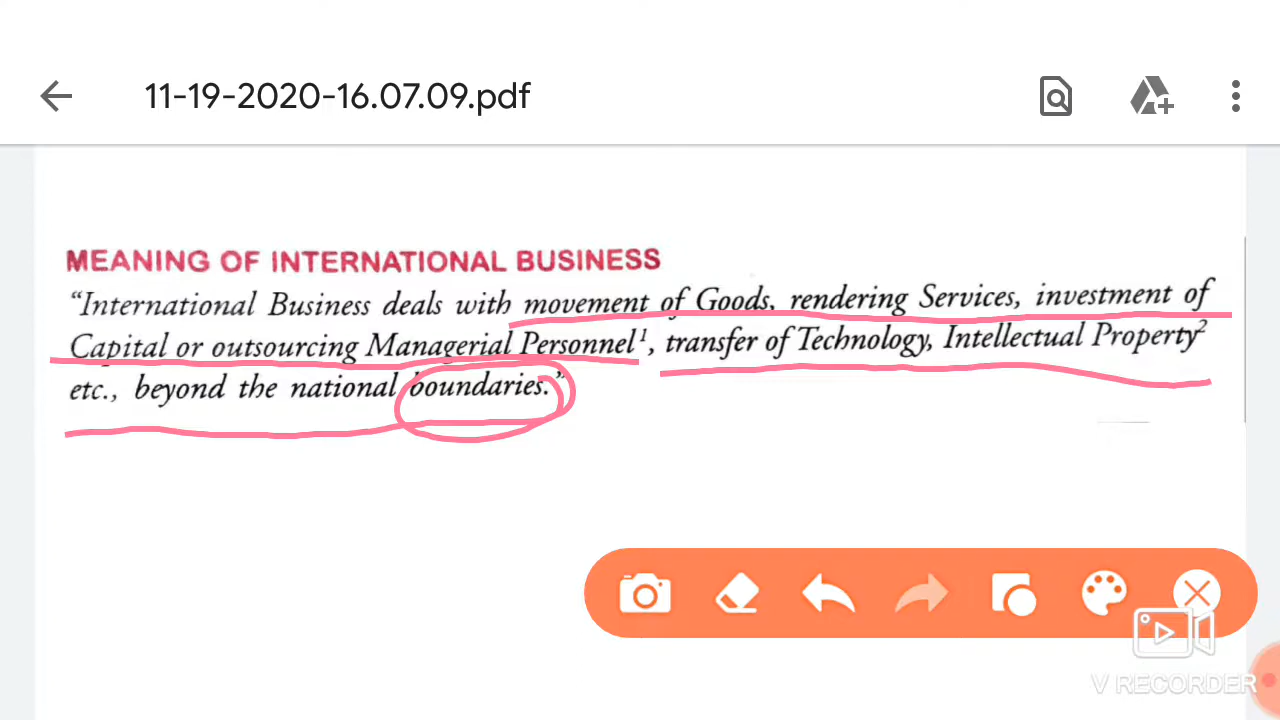 11-19-2020-16.07.09.pdf
MEANING OF INTERNATIONAL BUSINESS
“International Business deals with movement of Goods, rendering Services, investment of
Capital or outsourcing Managerial Personnel¹, transfer of Technology, Intellectual Property²
etc., beyond the national boundaries.”
V RECORDER